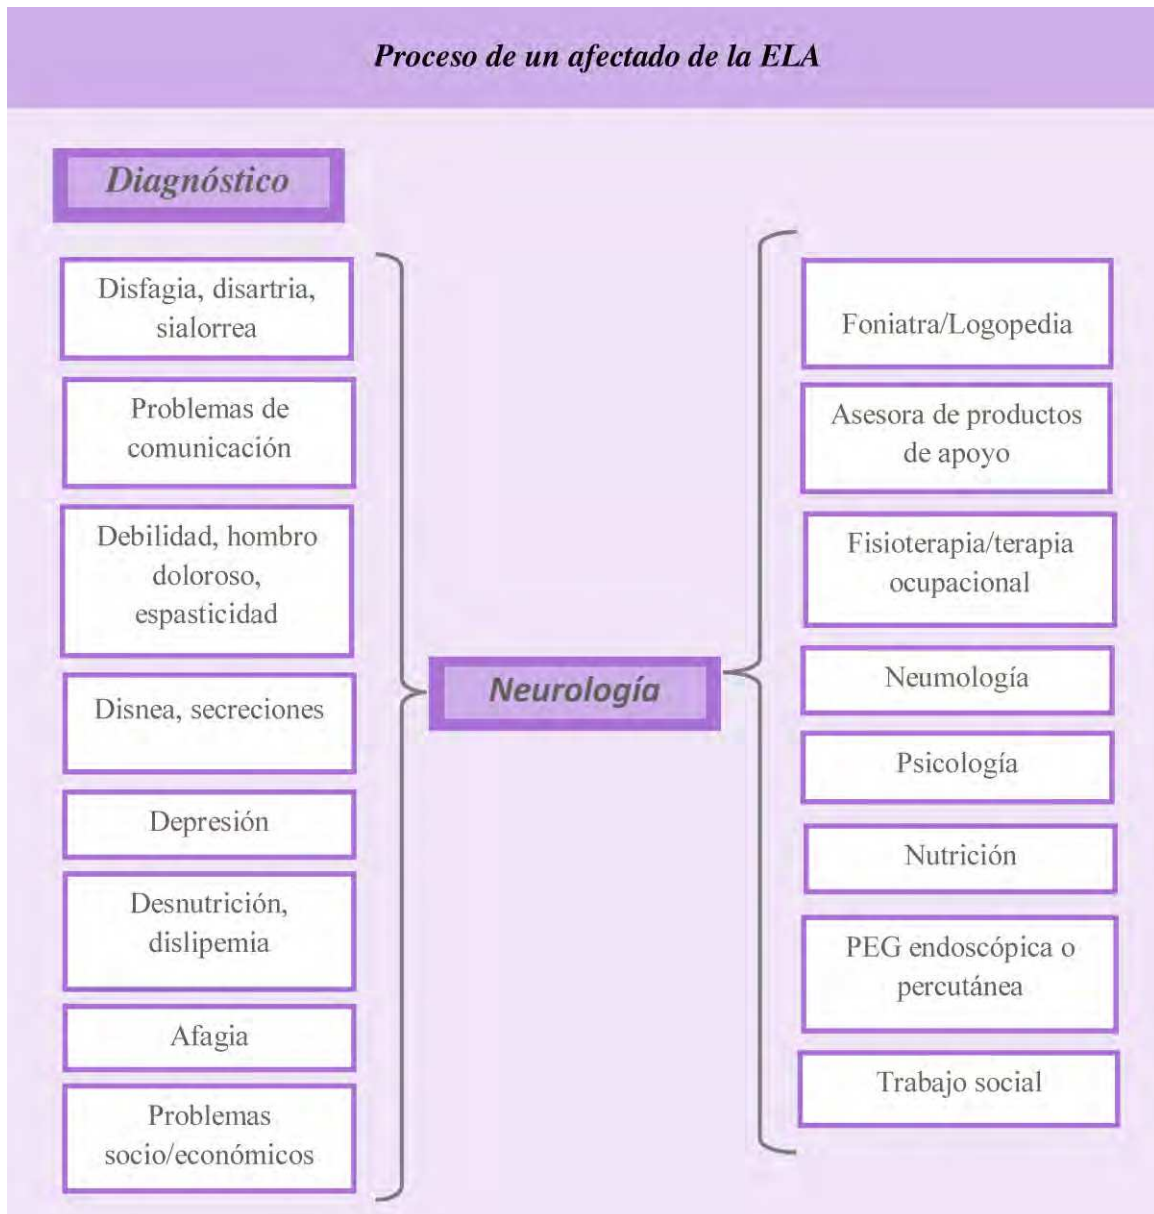 Proceso de un afectado de la ELA
Diagnóstico
Disfagia, disartria,
sialorrea
Problemas de
comunicación
Debilidad, hombro
doloroso,
espasticidad
Disnea, secreciones
Depresión
Desnutrición,
dislipemia
Afagia
Problemas
socio/económicos
Neurología
Foniatra/Logopedia
Asesora de productos
de apoyo
Fisioterapia/terapia
ocupacional
Neumología
Psicología
Nutrición
PEG endoscópica o
percutánea
Trabajo social